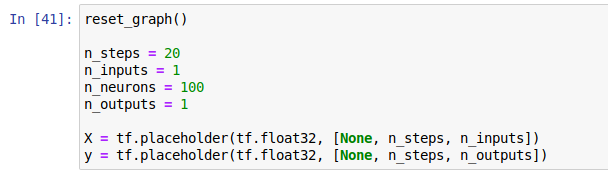 In [41]: reset_graph()
n_steps = 20
n_inputs = 1
n_neurons = 100
n_outputs = 1
X = tf.placeholder(tf.float32, [None, n_steps, n_inputs])
y = tf.placeholder(tf.float32, [None, n_steps, n_outputs])